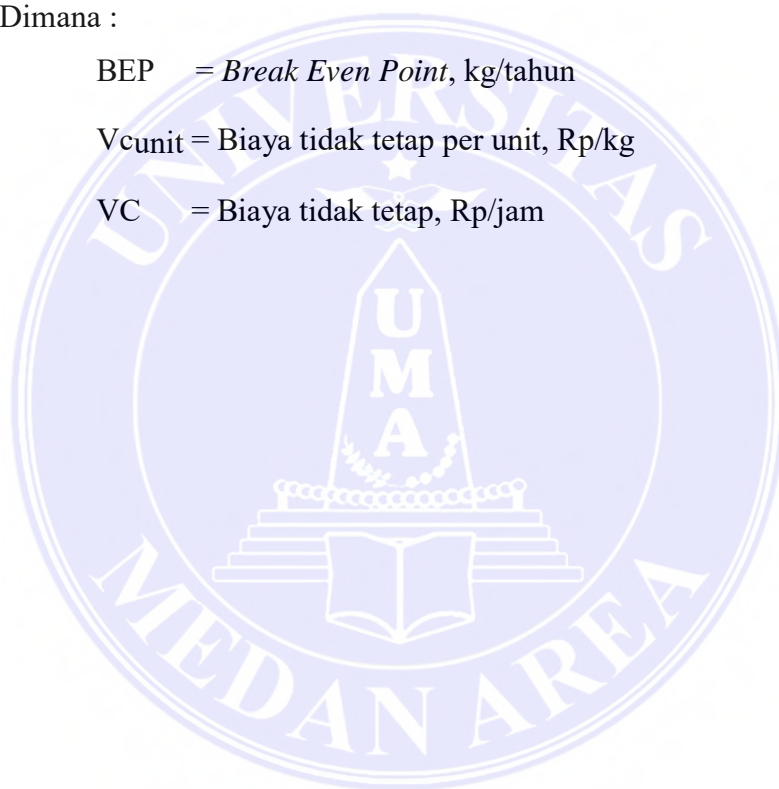 Dimana :
BEP = Break Even Point, kg/tahun
Vcunit = Biaya tidak tetap per unit, Rp/kg
VC = Biaya tidak tetap, Rp/jam
UNIVERSITAS
U
M
A
MEDAN AREA